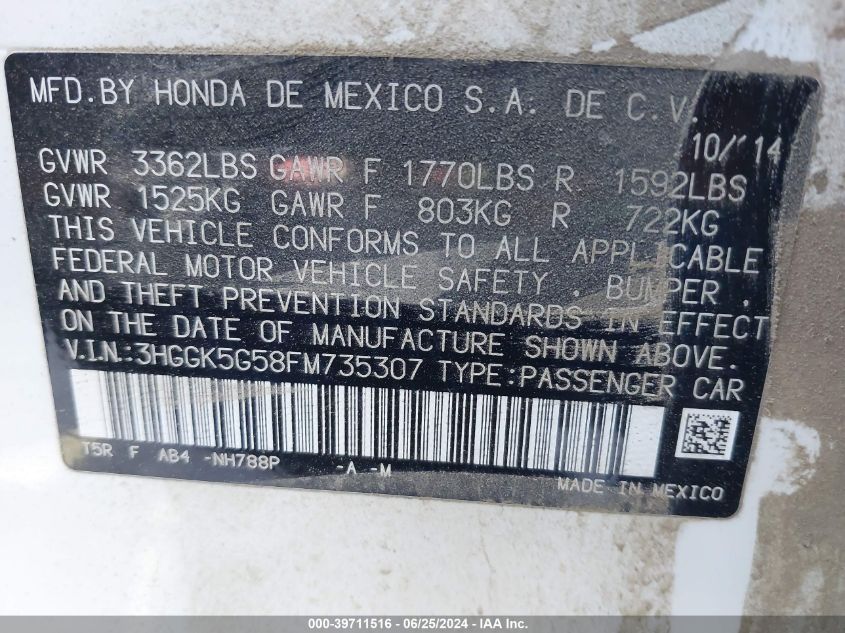 MFD.BY HONDA DE MEXICO S.A. DE C.V.
10/'14
GVWR 3362LBS GAWR F 1770LBS R 1592LBS
GVWR 1525KG GAWR F 803KG R 722KG
THIS VEHICLE CONFORMS TO ALL APPLICABLE
FEDERAL MOTOR VEHICLE SAFETY , BUMPER ,
AND THEFT PREVENTION STANDARDS IN EFFECT
ON THE DATE OF MANUFACTURE SHOWN ABOVE.
V.I.N.:3HGGK5G58FM735307 TYPE:PASSENGER CAR
T5R F AB4 -NH788P -A -M
MADE IN MEXICO
000-39711516 - 06/25/2024 - IAAI.COM